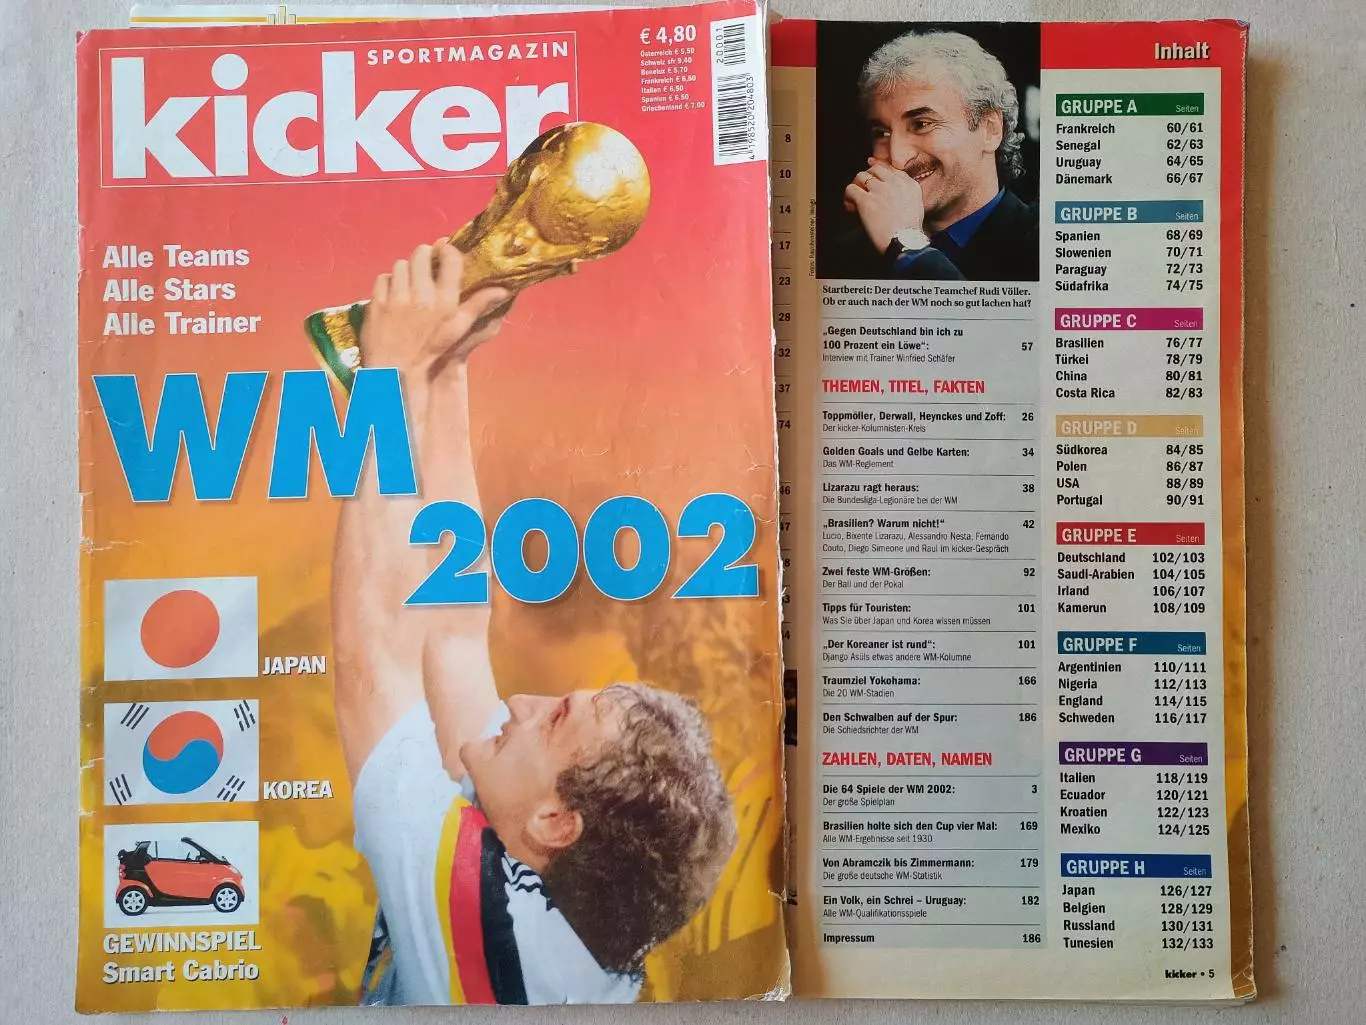 kicker
SPORTMAGAZIN
€ 4,80
Österreich € 5,50
Schweiz sfr 9,40
Benelux € 5,70
Frankreich € 6,50
Italien € 6,50
Spanien € 6,50
Griechenland € 7,00
20001
4 198520 204803
Alle Teams
Alle Stars
Alle Trainer
WM
2002
JAPAN
KOREA
GEWINNSPIEL
Smart Cabrio
8
10
14
17
23
28
32
37
74
46
47
Inhalt
Startbereit: Der deutsche Teamchef Rudi Völler.
Ob er auch nach der WM noch so gut lachen hat?
„Gegen Deutschland bin ich zu
100 Prozent ein Löwe“: 57
Interview mit Trainer Winfried Schäfer
THEMEN, TITEL, FAKTEN
Toppmöller, Derwall, Heynckes und Zoff: 26
Der kicker-Kolumnisten-Kreis
Golden Goals und Gelbe Karten: 34
Das WM-Reglement
Lizarazu ragt heraus: 38
Die Bundesliga-Legionäre bei der WM
„Brasilien? Warum nicht!“ 42
Lucio, Bixente Lizarazu, Alessandro Nesta, Fernando
Couto, Diego Simeone und Raul im kicker-Gespräch
Zwei feste WM-Größen: 92
Der Ball und der Pokal
Tipps für Touristen: 101
Was Sie über Japan und Korea wissen müssen
„Der Koreaner ist rund“: 101
Django Asüls etwas andere WM-Kolumne
Traumziel Yokohama: 166
Die 20 WM-Stadien
Den Schwalben auf der Spur: 186
Die Schiedsrichter der WM
ZAHLEN, DATEN, NAMEN
Die 64 Spiele der WM 2002: 3
Der große Spielplan
Brasilien holte sich den Cup vier Mal: 169
Alle WM-Ergebnisse seit 1930
Von Abramczik bis Zimmermann: 179
Die große deutsche WM-Statistik
Ein Volk, ein Schrei – Uruguay: 182
Alle WM-Qualifikationsspiele
Impressum 186
GRUPPE A Seiten
Frankreich 60/61
Senegal 62/63
Uruguay 64/65
Dänemark 66/67
GRUPPE B Seiten
Spanien 68/69
Slowenien 70/71
Paraguay 72/73
Südafrika 74/75
GRUPPE C Seiten
Brasilien 76/77
Türkei 78/79
China 80/81
Costa Rica 82/83
GRUPPE D Seiten
Südkorea 84/85
Polen 86/87
USA 88/89
Portugal 90/91
GRUPPE E Seiten
Deutschland 102/103
Saudi-Arabien 104/105
Irland 106/107
Kamerun 108/109
GRUPPE F Seiten
Argentinien 110/111
Nigeria 112/113
England 114/115
Schweden 116/117
GRUPPE G Seiten
Italien 118/119
Ecuador 120/121
Kroatien 122/123
Mexiko 124/125
GRUPPE H Seiten
Japan 126/127
Belgien 128/129
Russland 130/131
Tunesien 132/133
kicker • 5